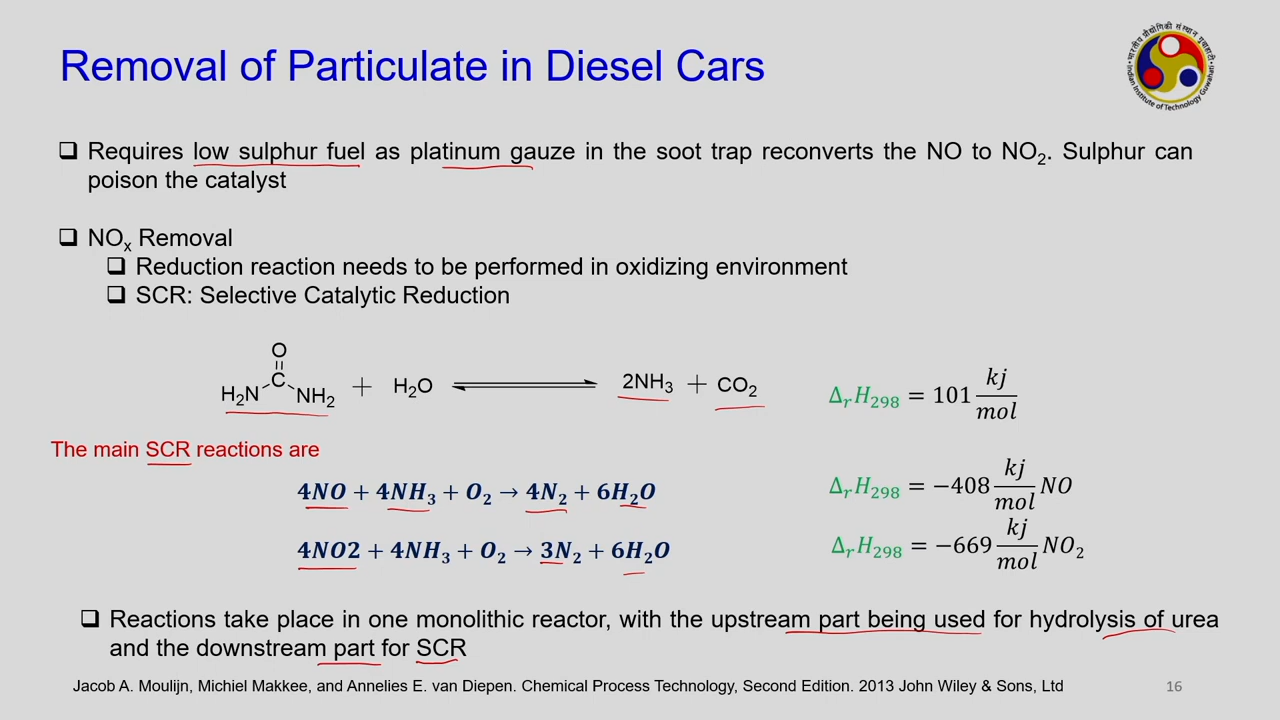 Removal of Particulate in Diesel Cars
भारतीय प्रौद्योगिकी संस्थान गुवाहाटी
Indian Institute of Technology Guwahati
❑ Requires low sulphur fuel as platinum gauze in the soot trap reconverts the NO to NO₂. Sulphur can
poison the catalyst
❑ NOₓ Removal
❑ Reduction reaction needs to be performed in oxidizing environment
❑ SCR: Selective Catalytic Reduction
O
C
H₂N NH₂ + H₂O ⇌ 2NH₃ + CO₂ ΔᵣH₂₉₈ = 101 kj/mol
The main SCR reactions are
4NO + 4NH₃ + O₂ → 4N₂ + 6H₂O ΔᵣH₂₉₈ = −408 kj/mol NO
4NO2 + 4NH₃ + O₂ → 3N₂ + 6H₂O ΔᵣH₂₉₈ = −669 kj/mol NO₂
❑ Reactions take place in one monolithic reactor, with the upstream part being used for hydrolysis of urea
and the downstream part for SCR
Jacob A. Moulijn, Michiel Makkee, and Annelies E. van Diepen. Chemical Process Technology, Second Edition. 2013 John Wiley & Sons, Ltd 16